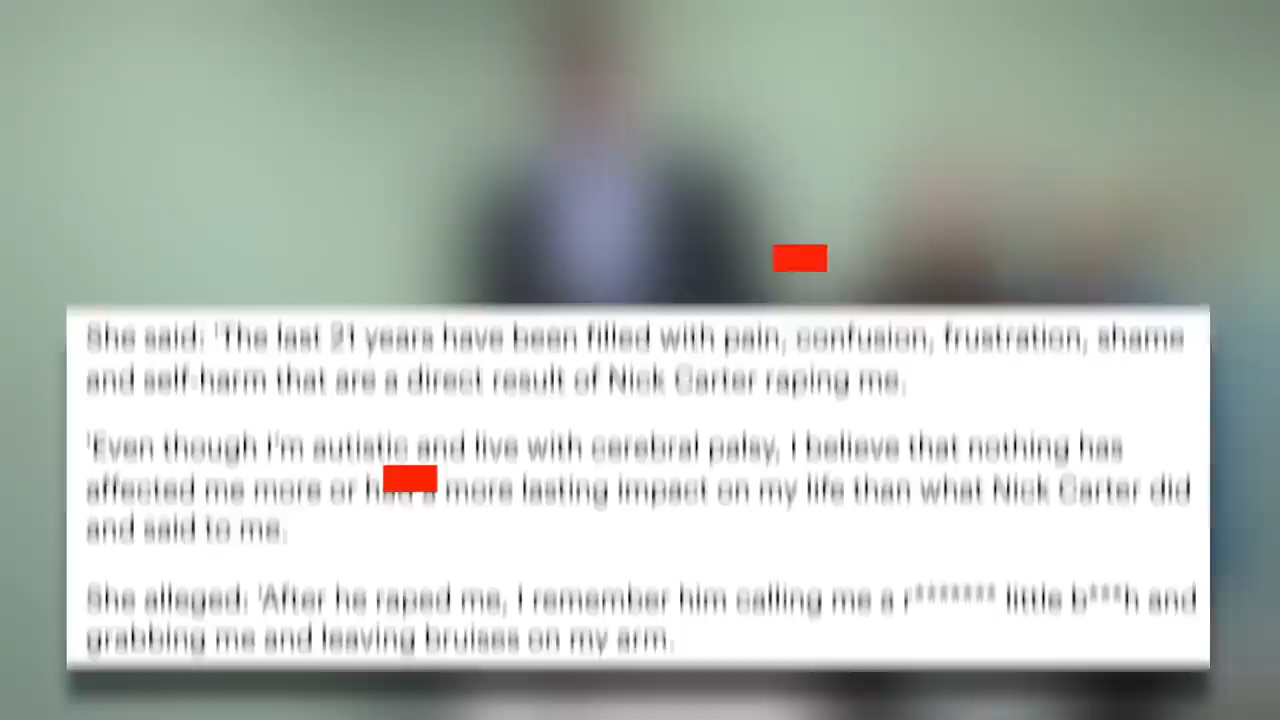 She said: 'The last 21 years have been filled with pain, confusion, frustration, shame
and self-harm that are a direct result of Nick Carter raping me.
'Even though I'm autistic and live with cerebral palsy, I believe that nothing has
affected me more or more lasting impact on my life than what Nick Carter did
and said to me.
She alleged: 'After he raped me, I remember him calling me a r******* little b***h and
grabbing me and leaving bruises on my arm.